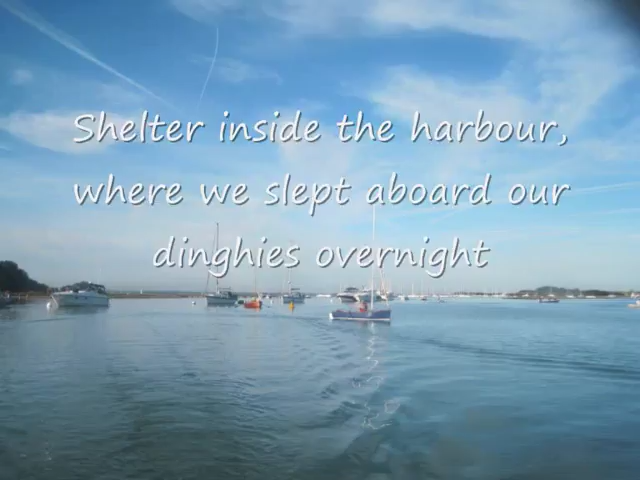 Shelter inside the harbour,
where we slept aboard our
dinghies overnight